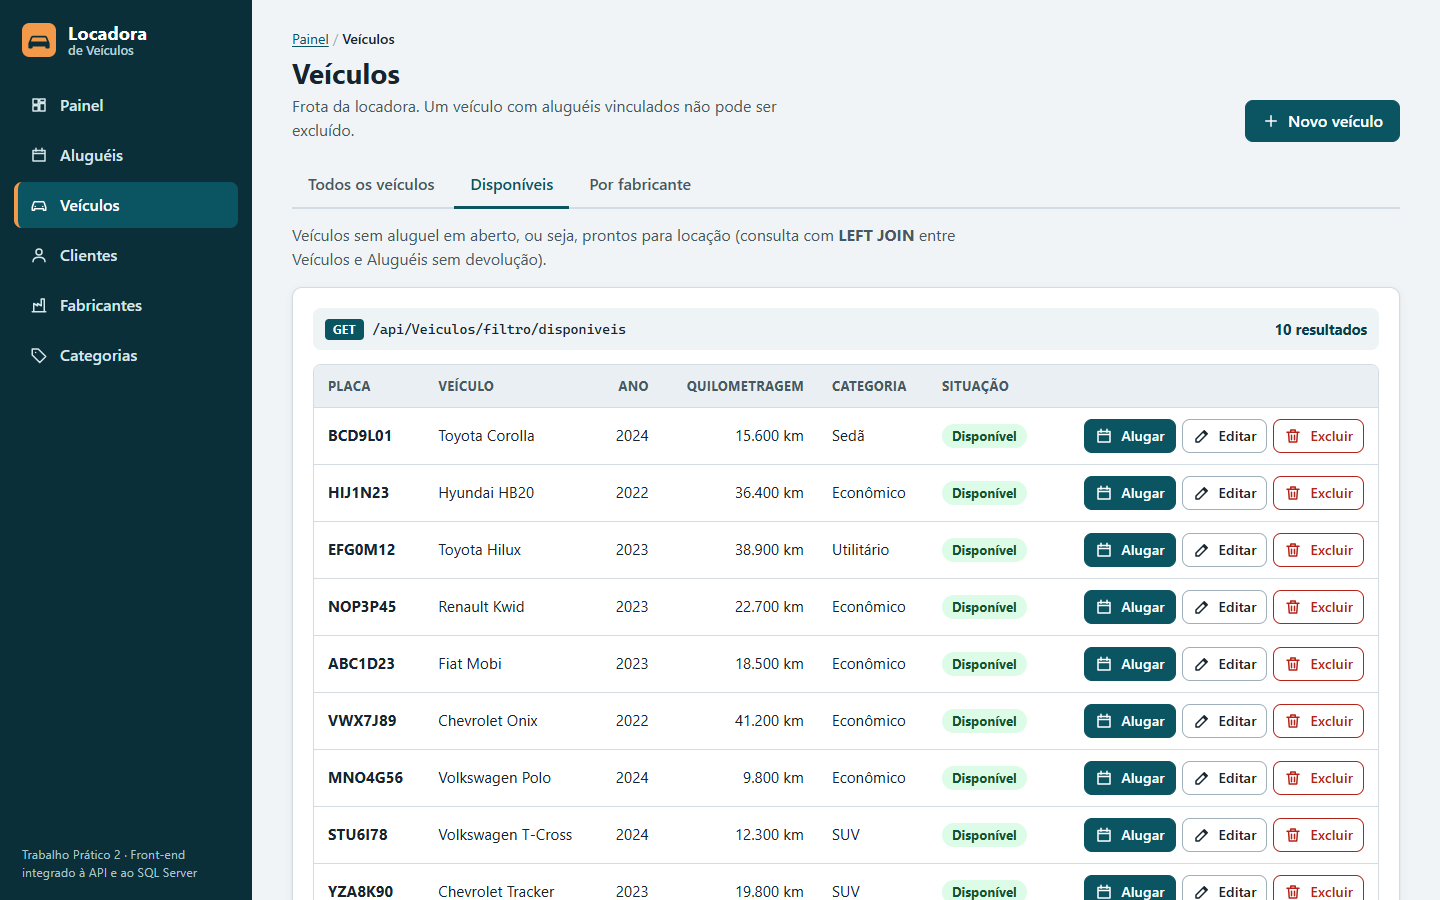 Locadora
de Veículos
Painel
Aluguéis
Veículos
Clientes
Fabricantes
Categorias
Trabalho Prático 2 · Front-end
integrado à API e ao SQL Server
Painel / Veículos
Veículos
Frota da locadora. Um veículo com aluguéis vinculados não pode ser
excluído.
Novo veículo
Todos os veículos Disponíveis Por fabricante
Veículos sem aluguel em aberto, ou seja, prontos para locação (consulta com LEFT JOIN entre
Veículos e Aluguéis sem devolução).
GET /api/Veiculos/filtro/disponiveis 10 resultados
PLACA VEÍCULO ANO QUILOMETRAGEM CATEGORIA SITUAÇÃO
BCD9L01 Toyota Corolla 2024 15.600 km Sedã Disponível Alugar Editar Excluir
HIJ1N23 Hyundai HB20 2022 36.400 km Econômico Disponível Alugar Editar Excluir
EFG0M12 Toyota Hilux 2023 38.900 km Utilitário Disponível Alugar Editar Excluir
NOP3P45 Renault Kwid 2023 22.700 km Econômico Disponível Alugar Editar Excluir
ABC1D23 Fiat Mobi 2023 18.500 km Econômico Disponível Alugar Editar Excluir
VWX7J89 Chevrolet Onix 2022 41.200 km Econômico Disponível Alugar Editar Excluir
MNO4G56 Volkswagen Polo 2024 9.800 km Econômico Disponível Alugar Editar Excluir
STU6I78 Volkswagen T-Cross 2024 12.300 km SUV Disponível Alugar Editar Excluir
YZA8K90 Chevrolet Tracker 2023 19.800 km SUV Disponível Alugar Editar Excluir